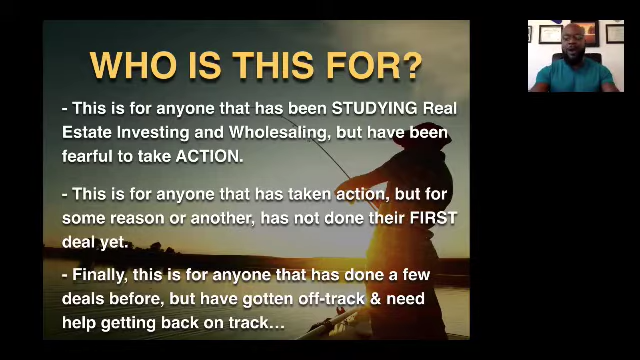 WHO IS THIS FOR?
- This is for anyone that has been STUDYING Real
Estate Investing and Wholesaling, but have been
fearful to take ACTION.
- This is for anyone that has taken action, but for
some reason or another, has not done their FIRST
deal yet.
- Finally, this is for anyone that has done a few
deals before, but have gotten off-track & need
help getting back on track...